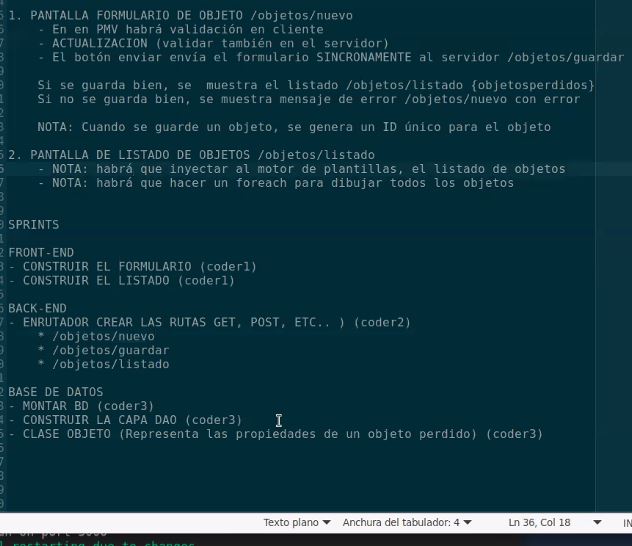 1. PANTALLA FORMULARIO DE OBJETO /objetos/nuevo
- En en PMV habrá validación en cliente
- ACTUALIZACION (validar también en el servidor)
- El botón enviar envía el formulario SINCRONAMENTE al servidor /objetos/guardar
Si se guarda bien, se muestra el listado /objetos/listado {objetosperdidos}
Si no se guarda bien, se muestra mensaje de error /objetos/nuevo con error
NOTA: Cuando se guarde un objeto, se genera un ID único para el objeto
2. PANTALLA DE LISTADO DE OBJETOS /objetos/listado
- NOTA: habrá que inyectar al motor de plantillas, el listado de objetos
- NOTA: habrá que hacer un foreach para dibujar todos los objetos
SPRINTS
FRONT-END
- CONSTRUIR EL FORMULARIO (coder1)
- CONSTRUIR EL LISTADO (coder1)
BACK-END
- ENRUTADOR CREAR LAS RUTAS GET, POST, ETC.. ) (coder2)
* /objetos/nuevo
* /objetos/guardar
* /objetos/listado
BASE DE DATOS
- MONTAR BD (coder3)
- CONSTRUIR LA CAPA DAO (coder3)
- CLASE OBJETO (Representa las propiedades de un objeto perdido) (coder3)
Texto plano Anchura del tabulador: 4 Ln 36, Col 18 IN
restarting due to changes